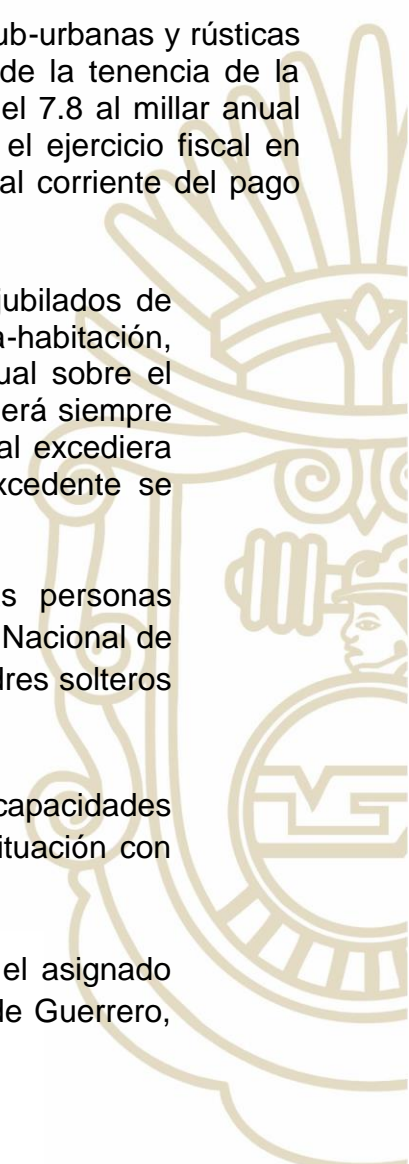 ub-urbanas y rústicas
de la tenencia de la
el 7.8 al millar anual
el ejercicio fiscal en
al corriente del pago
jubilados de
a-habitación,
ual sobre el
erá siempre
al excediera
xcedente se
s personas
Nacional de
dres solteros
capacidades
ituación con
el asignado
de Guerrero,